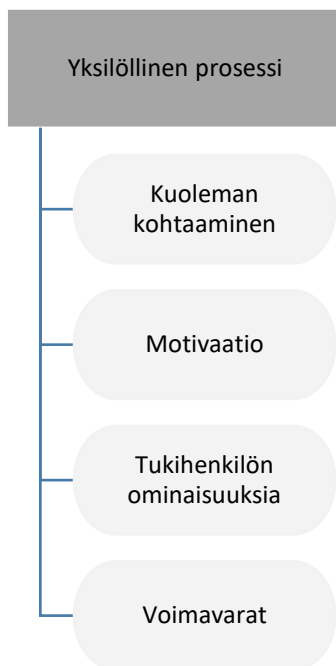 Yksilöllinen prosessi
Kuoleman
kohtaaminen
Motivaatio
Tukihenkilön
ominaisuuksia
Voimavarat